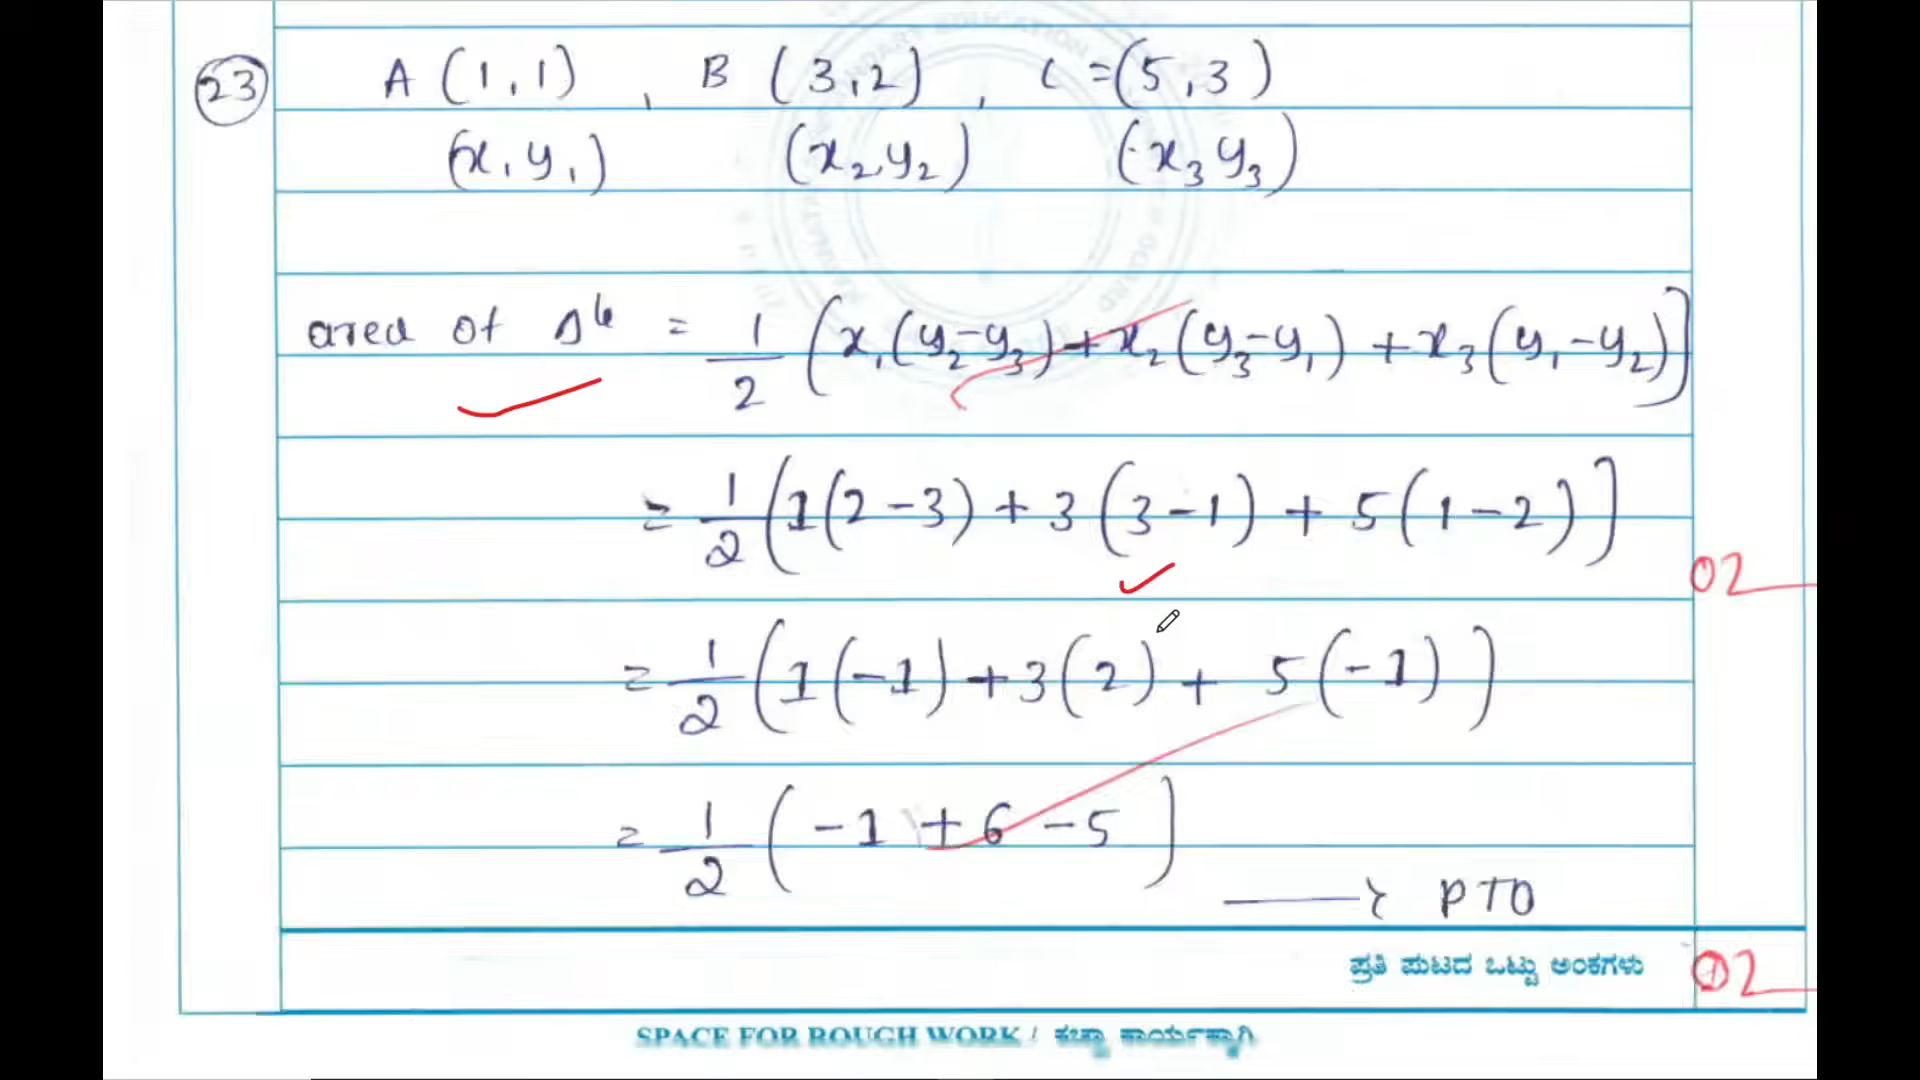 23 A (1,1) , B (3,2) , C =(5,3)
(x₁ y₁) (x₂ y₂) (x₃ y₃)
area of Δle = 1/2 (x₁(y₂-y₃)+x₂(y₃-y₁)+x₃(y₁-y₂)]
= 1/2 (1(2-3)+3(3-1)+5(1-2)]
02
= 1/2 (1(-1)+3(2)+5(-1))
= 1/2 (-1+6-5]
→ PTO
ಪ್ರತಿ ಪುಟದ ಒಟ್ಟು ಅಂಕಗಳು 02
SPACE FOR ROUGH WORK / ಕಚ್ಚಾ ಕಾರ್ಯಕ್ಕಾಗಿ